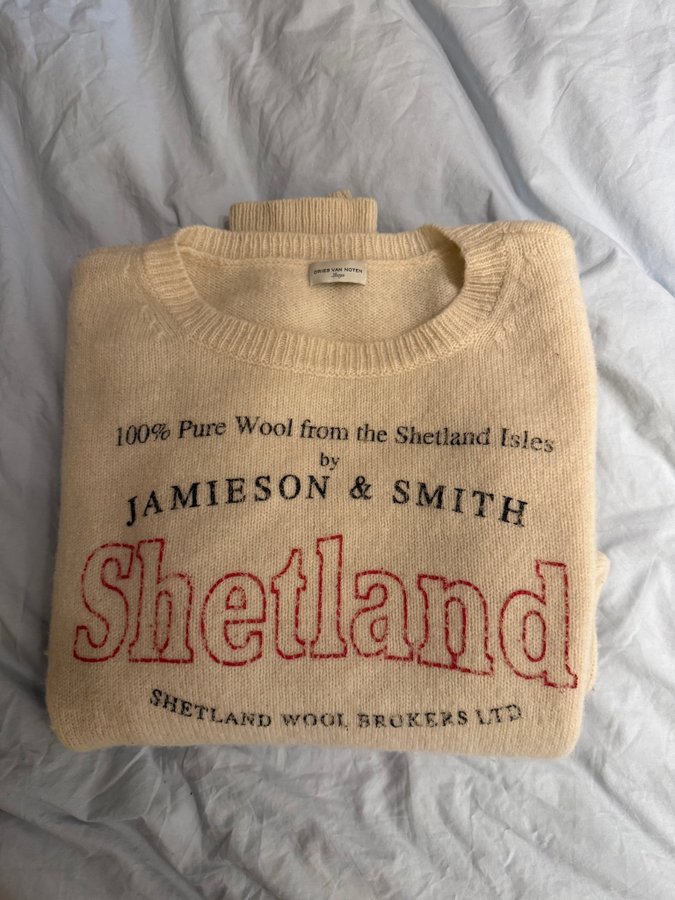 DRIES VAN NOTEN
100% Pure Wool from the Shetland Isles
by
JAMIESON & SMITH
Shetland
SHETLAND WOOL BROKERS LTD